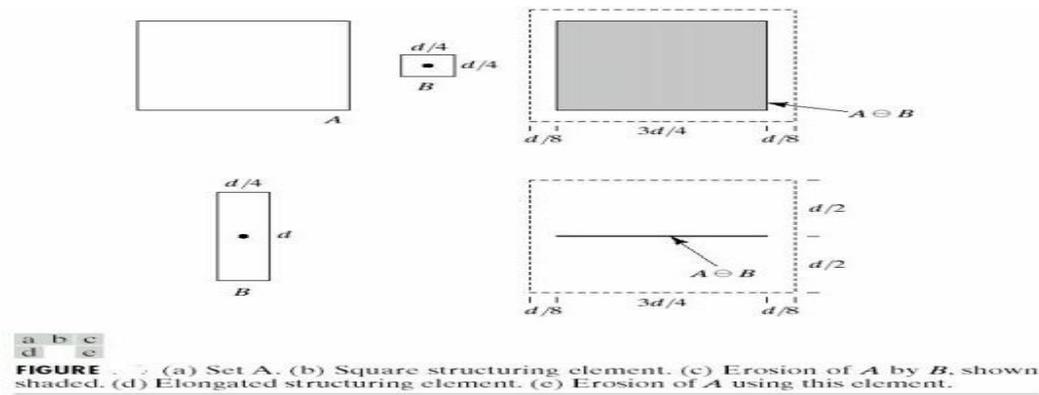 d/4
d/4
B
A
A ⊖ B
d/8
3d/4
d/8
d/4
d
B
d/2
d/2
A ⊖ B
d/8
3d/4
d/8
a b c
d e
FIGURE (a) Set A. (b) Square structuring element. (c) Erosion of A by B, shown
shaded. (d) Elongated structuring element. (e) Erosion of A using this element.